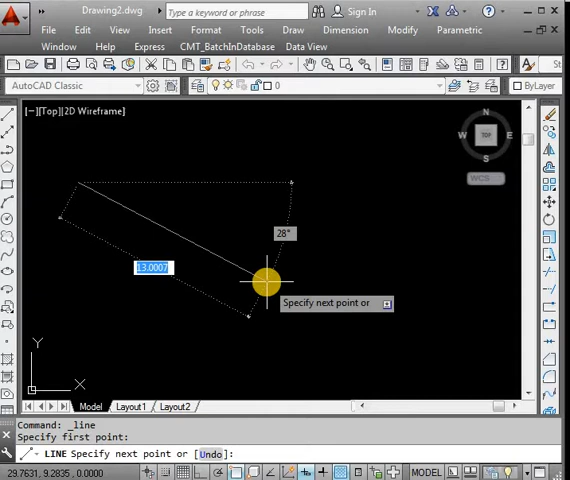 Drawing2.dwg
Type a keyword or phrase
Sign In
File Edit View Insert Format Tools Draw Dimension Modify Parametric
Window Help Express CMT_BatchInDatabase Data View
AutoCAD Classic
0
ByLayer
[−][Top][2D Wireframe]
N
W TOP E
S
WCS
28°
13.0007
Specify next point or
Y
X
Model Layout1 Layout2
Command: _line
Specify first point:
LINE Specify next point or [Undo]:
29.7631, 9.2835, 0.0000
MODEL